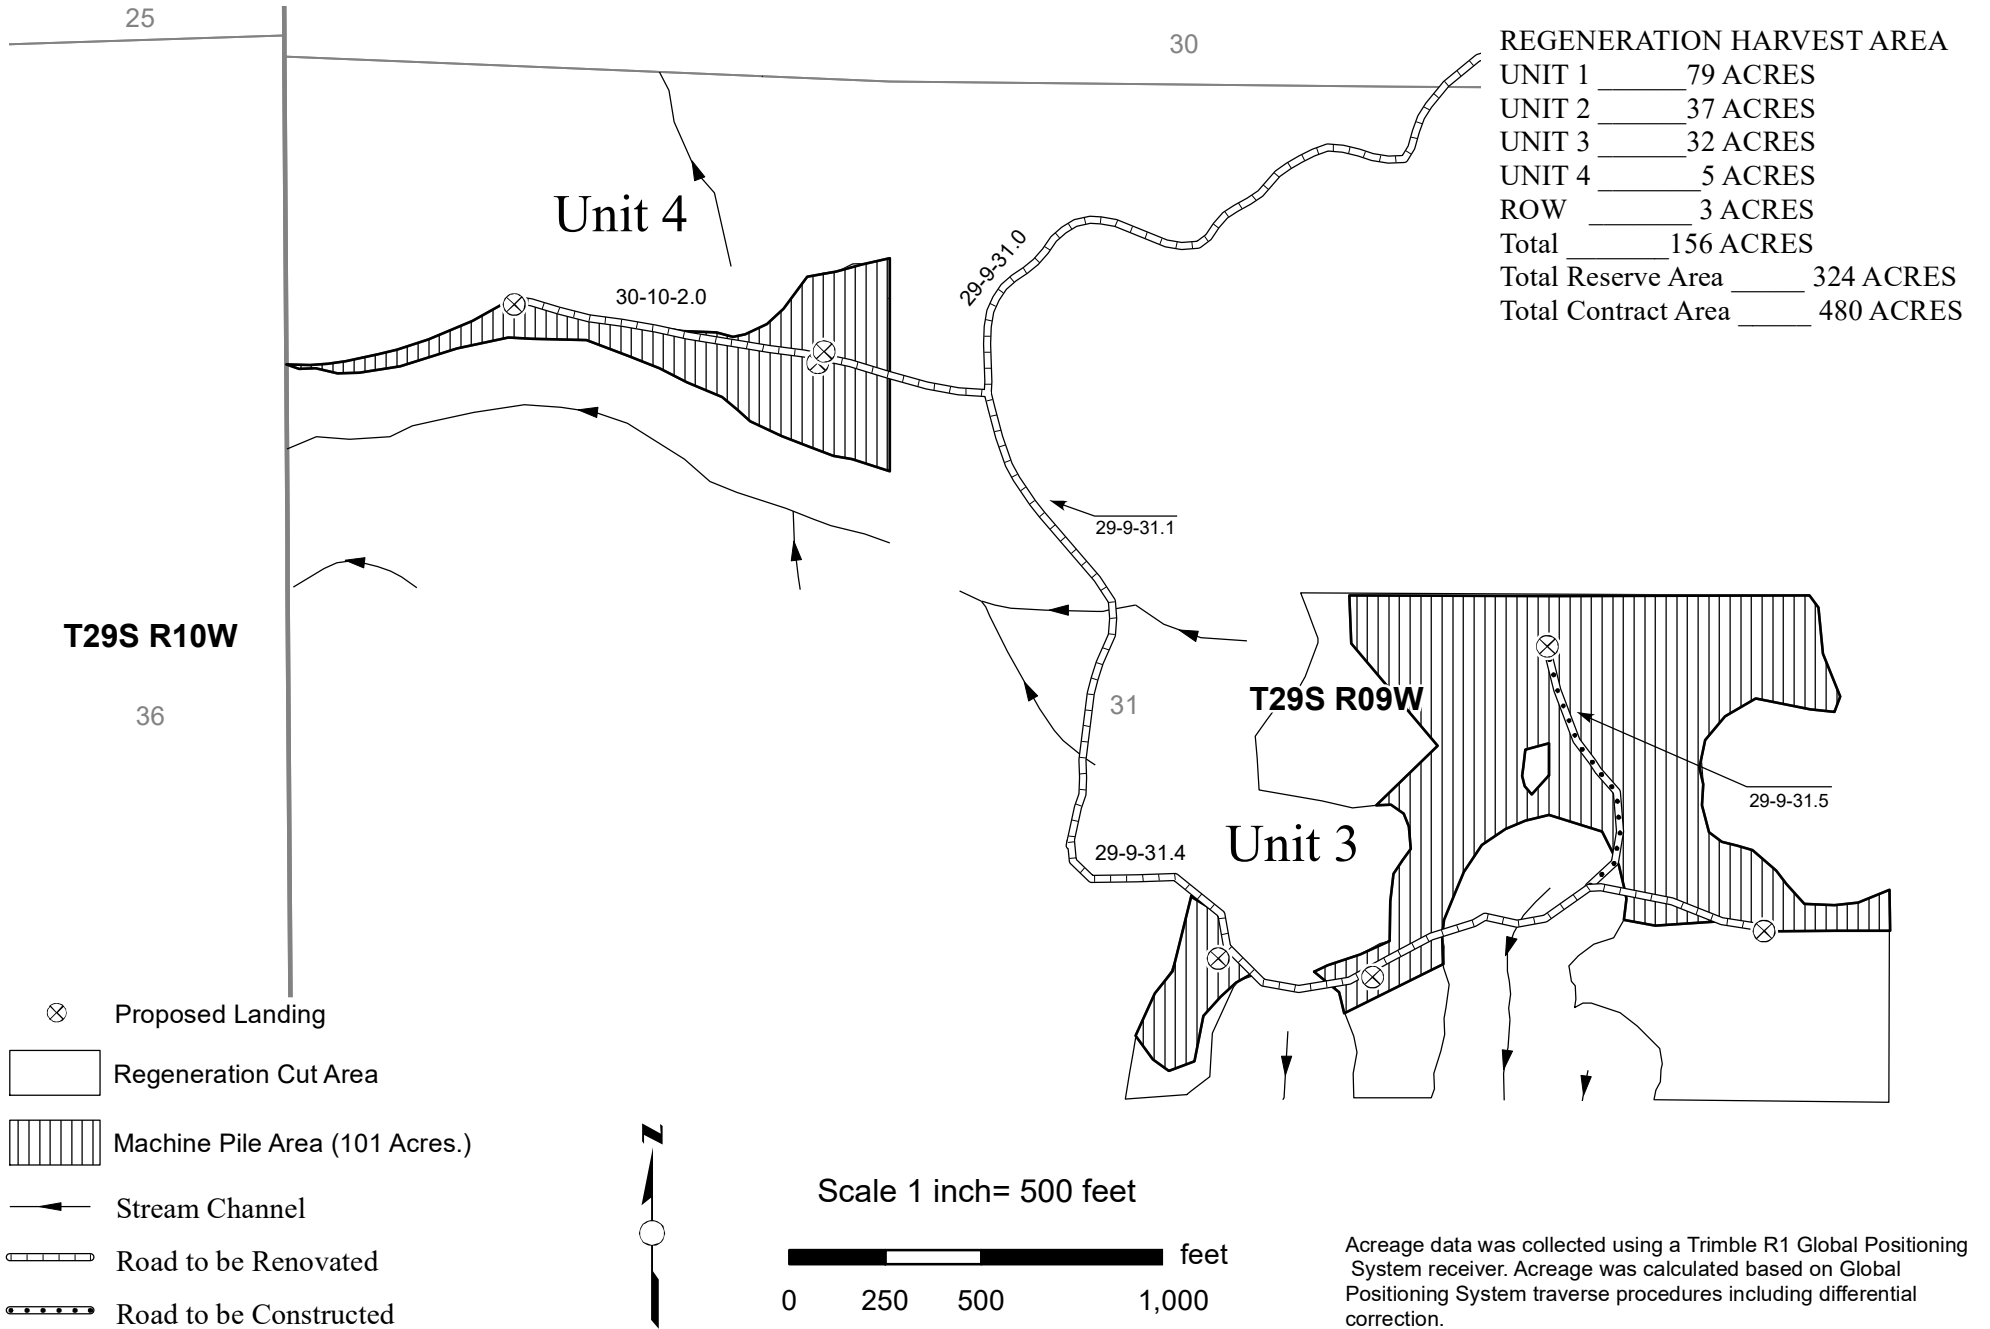 25
30
REGENERATION HARVEST AREA
UNIT 1 ______79 ACRES
UNIT 2 ______37 ACRES
UNIT 3 ______32 ACRES
UNIT 4 _______5 ACRES
ROW _______ 3 ACRES
Total _______156 ACRES
Total Reserve Area _____ 324 ACRES
Total Contract Area _____ 480 ACRES
Unit 4
29-9-31.0
30-10-2.0
29-9-31.1
T29S R10W
36
31
T29S R09W
29-9-31.5
Unit 3
29-9-31.4
Proposed Landing
Regeneration Cut Area
Machine Pile Area (101 Acres.)
Stream Channel
Road to be Renovated
Road to be Constructed
N
Scale 1 inch= 500 feet
feet
0 250 500 1,000
Acreage data was collected using a Trimble R1 Global Positioning
System receiver. Acreage was calculated based on Global
Positioning System traverse procedures including differential
correction.